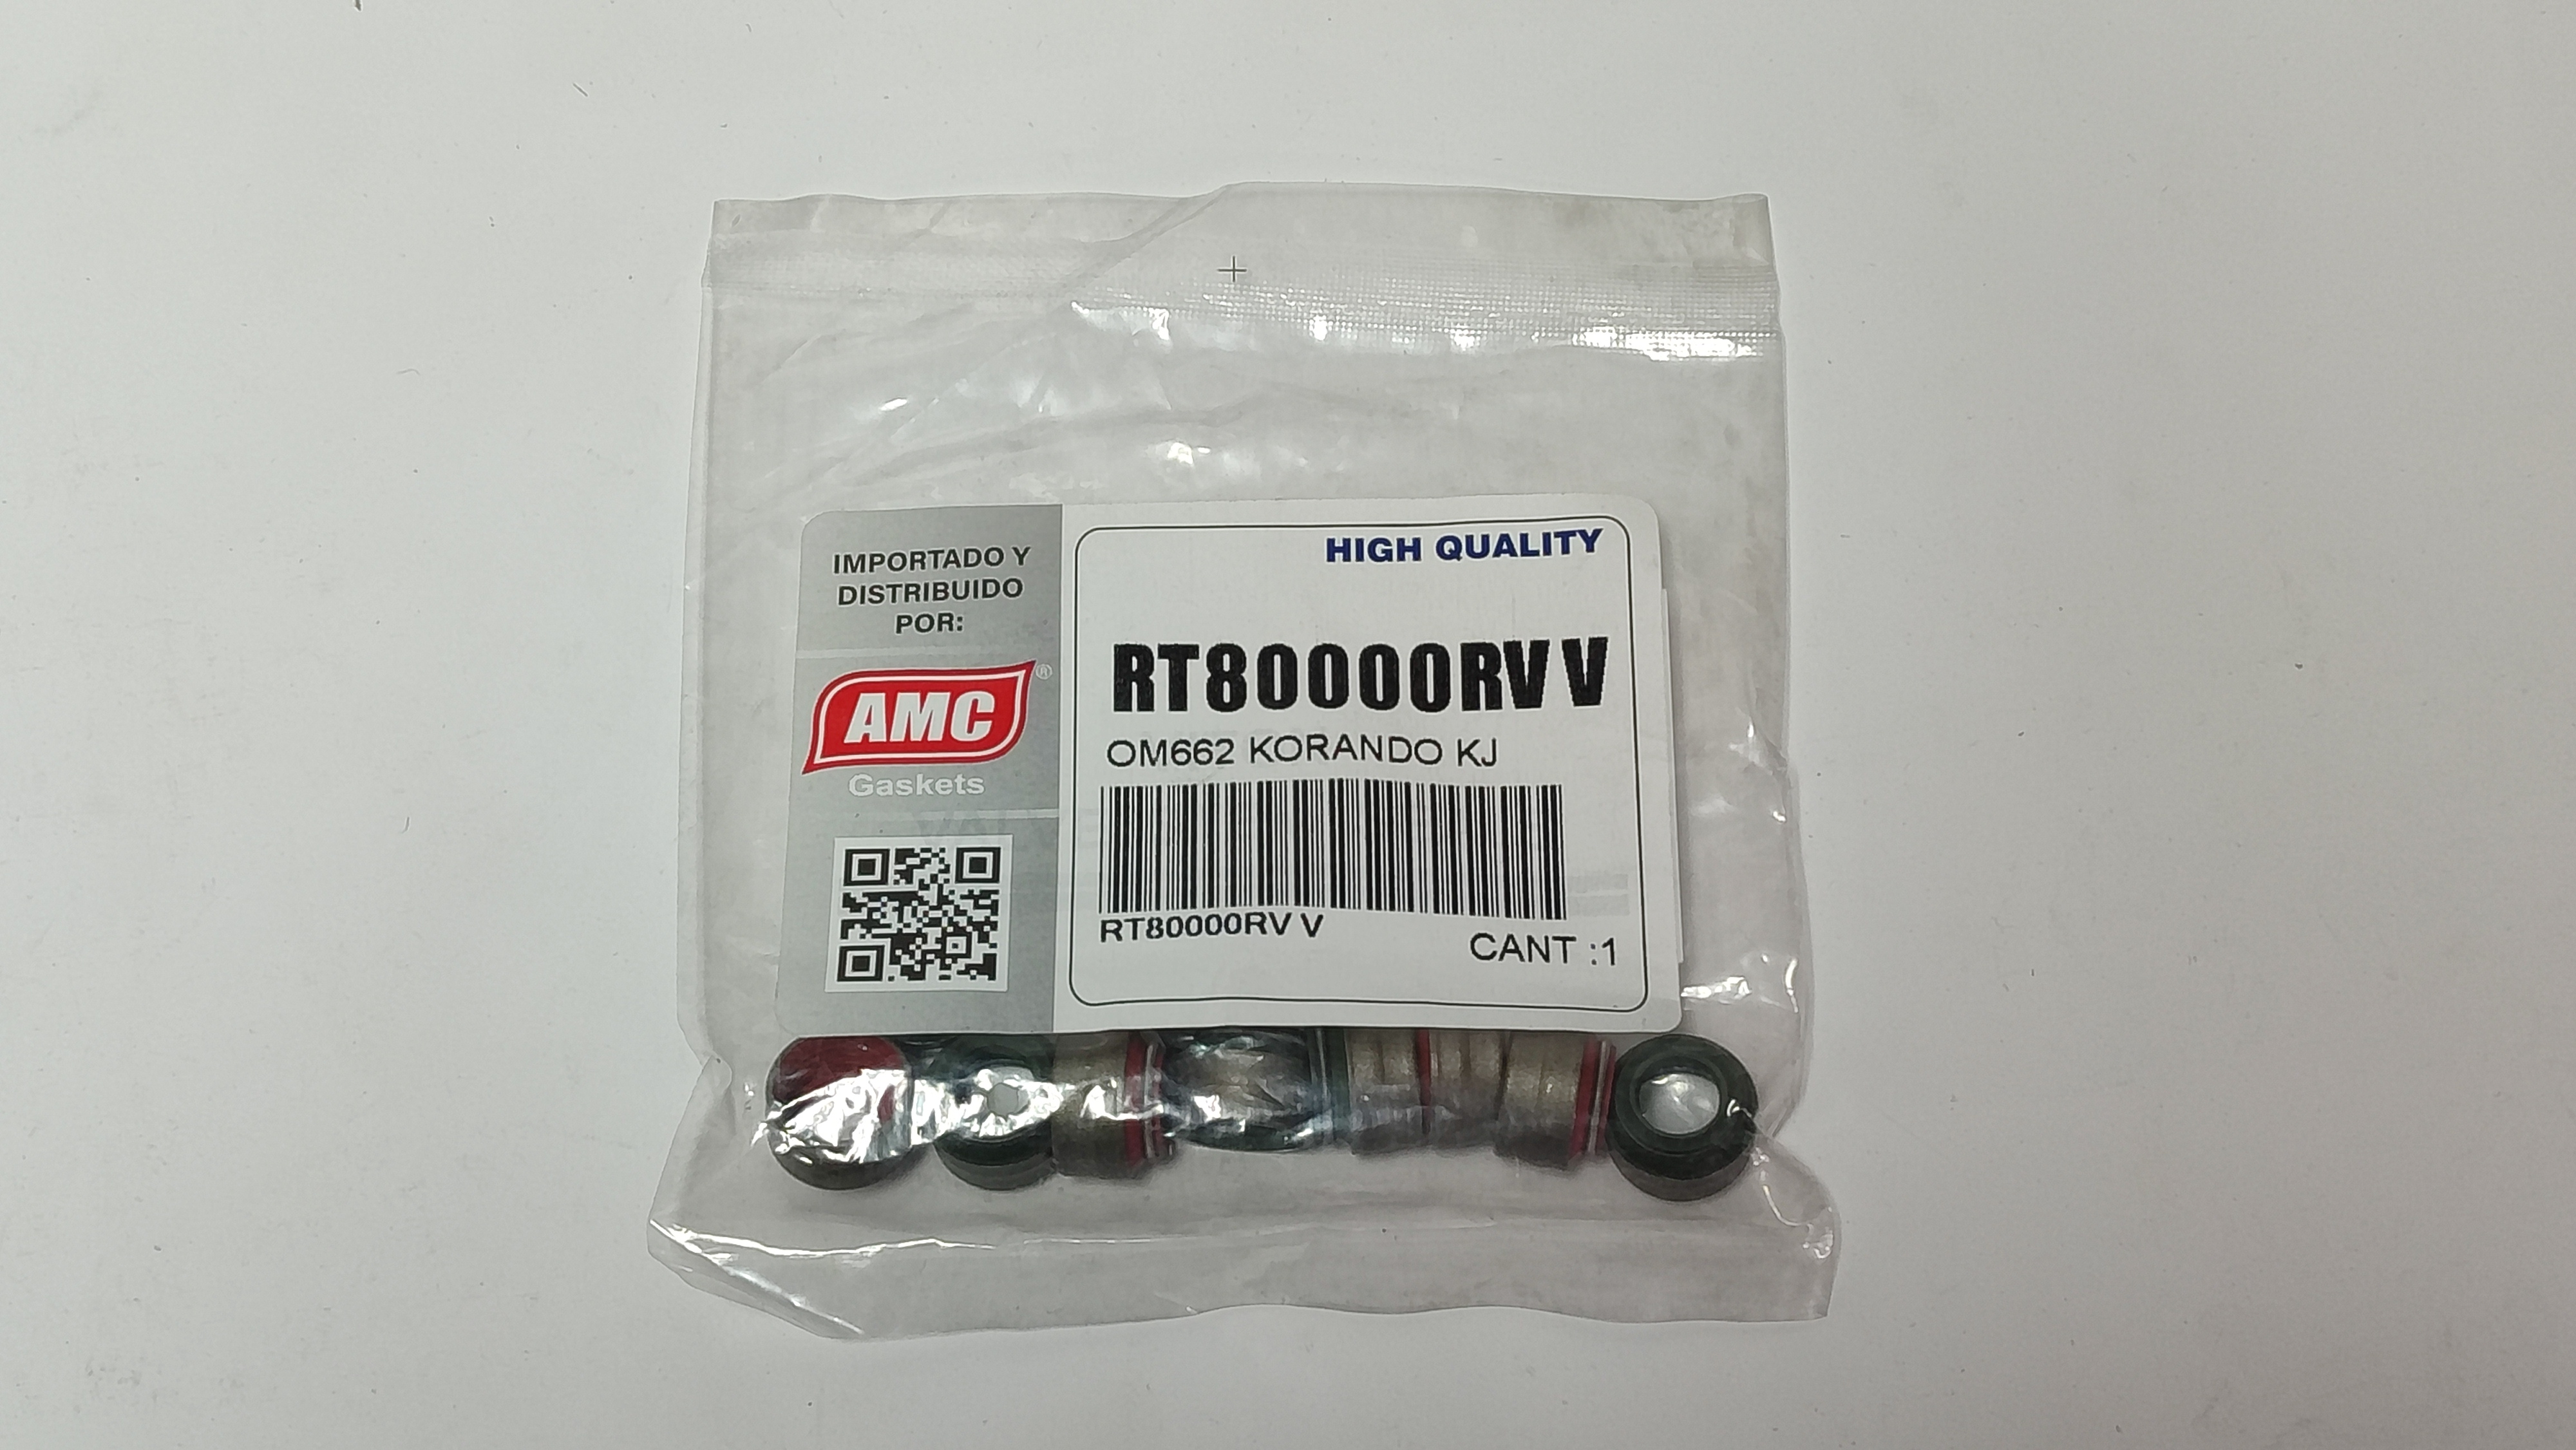 IMPORTADO Y
DISTRIBUIDO
POR:
AMC®
Gaskets
HIGH QUALITY
RT80000RV V
OM662 KORANDO KJ
RT80000RV V
CANT :1